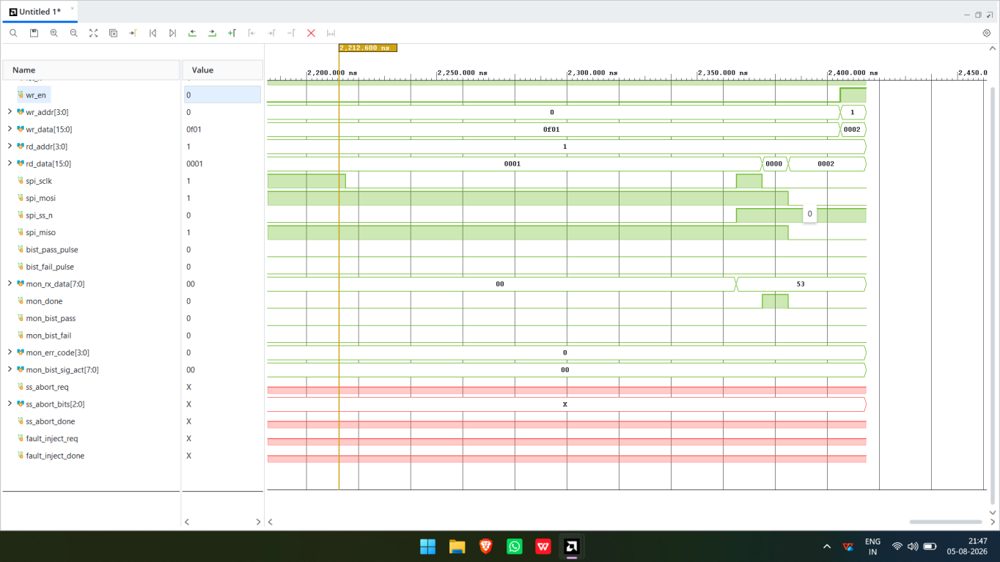 Untitled 1*
2,212.600 ns
Name
Value
2,200.000 ns
2,250.000 ns
2,300.000 ns
2,350.000 ns
2,400.000 ns
2,450.0
wr_en
0
wr_addr[3:0]
0
0
1
wr_data[15:0]
0f01
0f01
0002
rd_addr[3:0]
1
1
rd_data[15:0]
0001
0001
0000
0002
spi_sclk
1
spi_mosi
1
spi_ss_n
0
0
spi_miso
1
bist_pass_pulse
0
bist_fail_pulse
0
mon_rx_data[7:0]
00
00
53
mon_done
0
mon_bist_pass
0
mon_bist_fail
0
mon_err_code[3:0]
0
0
mon_bist_sig_act[7:0]
00
00
ss_abort_req
X
ss_abort_bits[2:0]
X
X
ss_abort_done
X
fault_inject_req
X
fault_inject_done
X
ENG
IN
21:47
05-08-2026